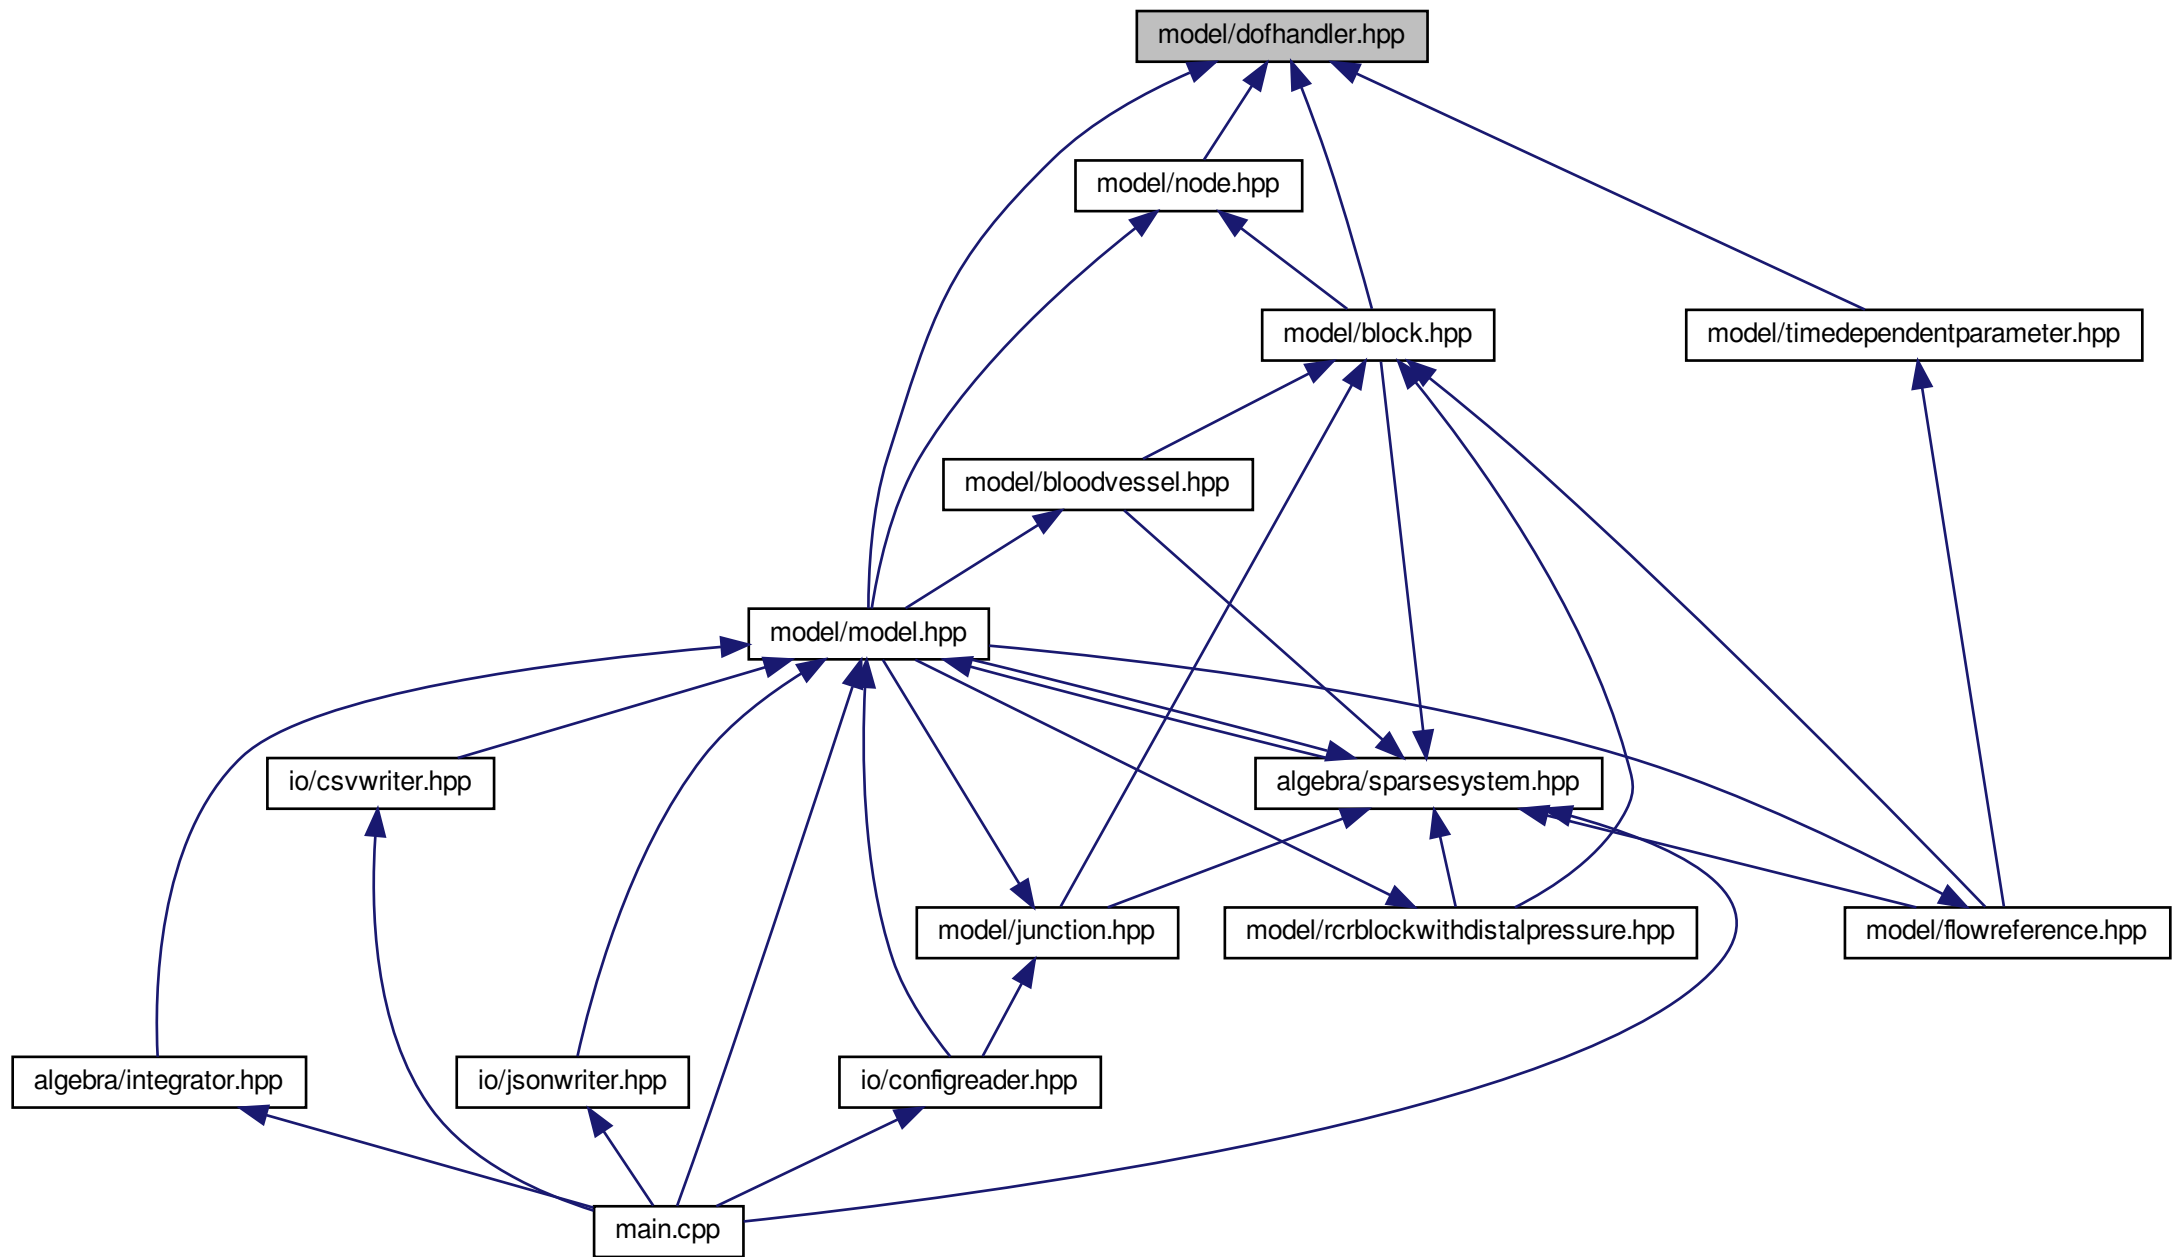 model/dofhandler.hpp
model/node.hpp
model/block.hpp
model/timedependentparameter.hpp
model/bloodvessel.hpp
model/model.hpp
io/csvwriter.hpp
algebra/sparsesystem.hpp
model/junction.hpp
model/rcrblockwithdistalpressure.hpp
model/flowreference.hpp
algebra/integrator.hpp
io/jsonwriter.hpp
io/configreader.hpp
main.cpp